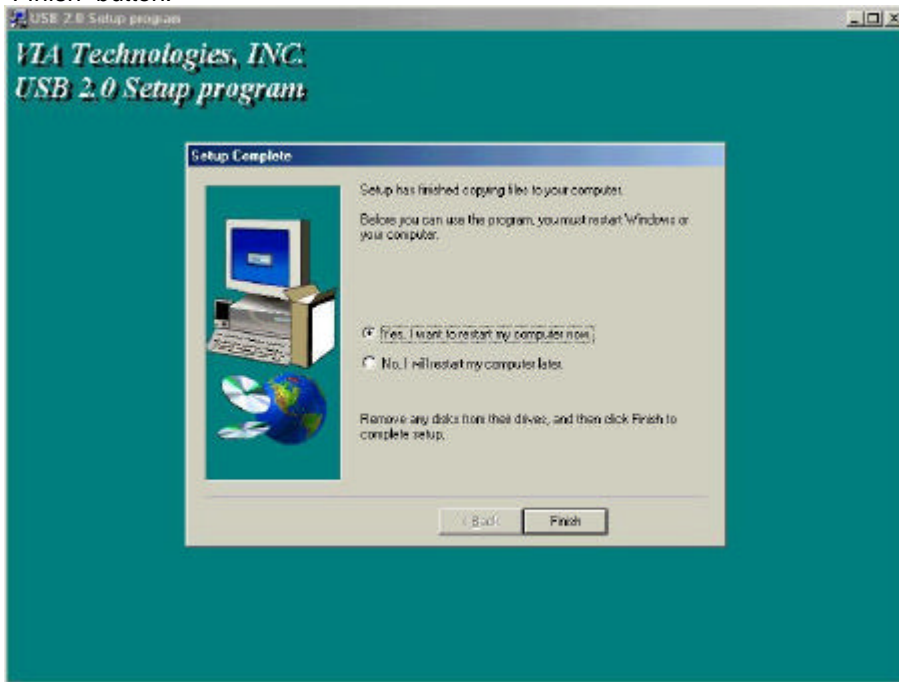 "Finish" button.
USB 2.0 Setup program
VIA Technologies, INC.
USB 2.0 Setup program
Setup Complete
Setup has finished copying files to your computer.
Before you can use the program, you must restart Windows or
your computer.
Yes, I want to restart my computer now.
No, I will restart my computer later.
Remove any disks from their drives, and then click Finish to
complete setup.
< Back
Finish